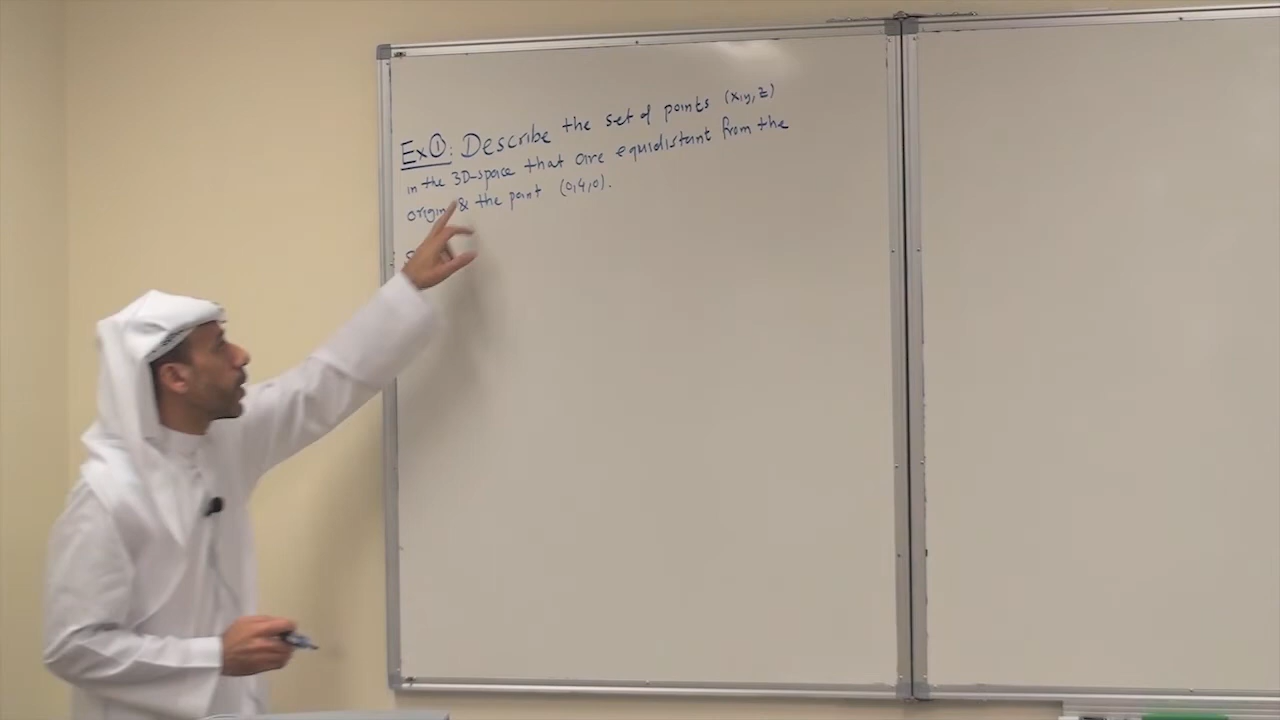 Ex①: Describe the set of points (x,y,z)
in the 3D-space that are equidistant from the
origin & the point (0,4,0).